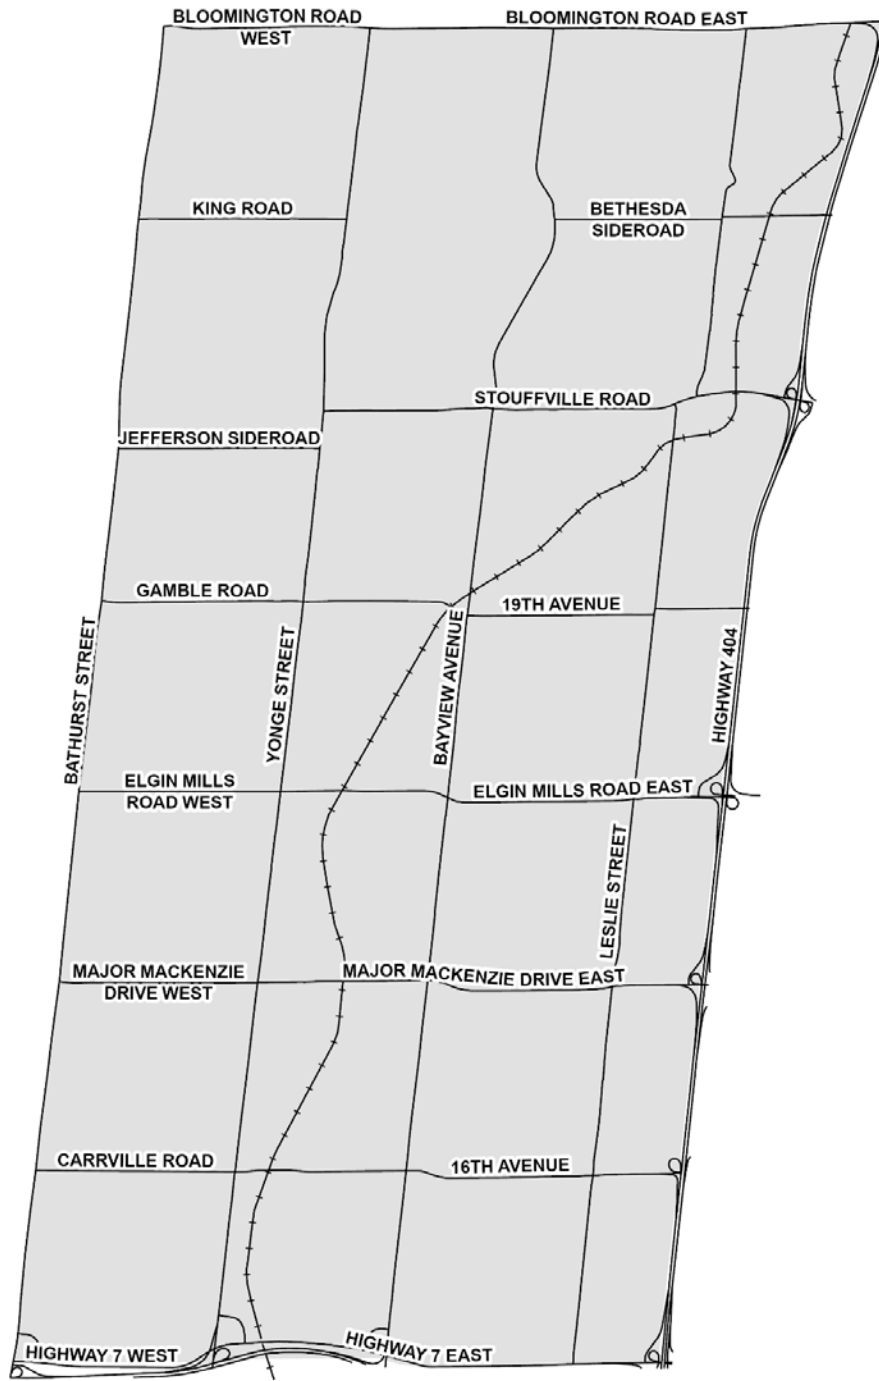 BLOOMINGTON ROAD
WEST
BLOOMINGTON ROAD EAST
KING ROAD
BETHESDA
SIDEROAD
STOUFFVILLE ROAD
JEFFERSON SIDEROAD
GAMBLE ROAD
19TH AVENUE
BATHURST STREET
YONGE STREET
BAYVIEW AVENUE
HIGHWAY 404
ELGIN MILLS
ROAD WEST
ELGIN MILLS ROAD EAST
LESLIE STREET
MAJOR MACKENZIE
DRIVE WEST
MAJOR MACKENZIE DRIVE EAST
CARRVILLE ROAD
16TH AVENUE
HIGHWAY 7 WEST
HIGHWAY 7 EAST